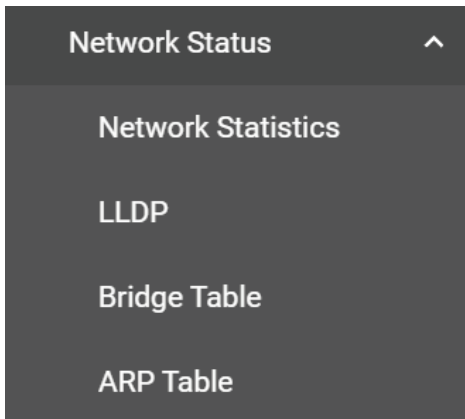 Network Status
Network Statistics
LLDP
Bridge Table
ARP Table